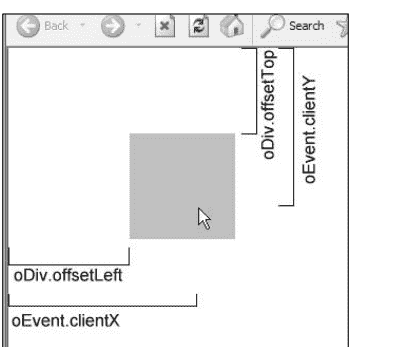 Back
Search
oDiv.offsetTop
oEvent.clientY
oDiv.offsetLeft
oEvent.clientX